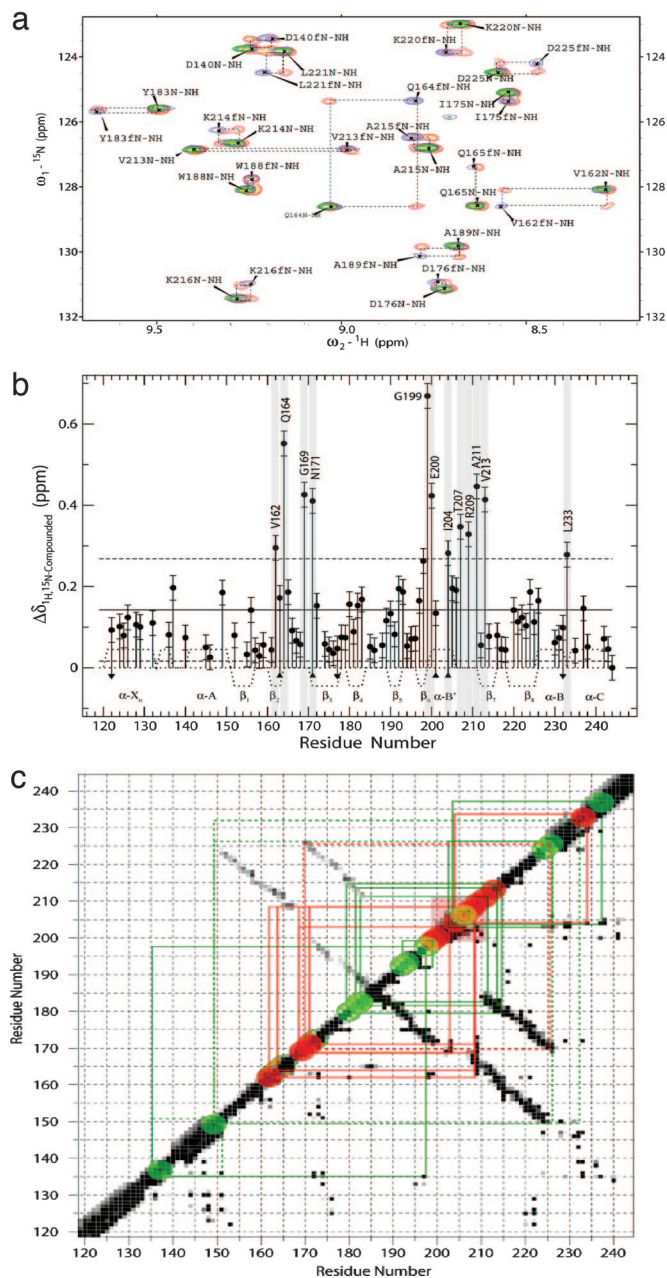 a
K220N-NH
D140fN-NH
K220fN-NH
D225fN-NH
D140N-NH
L221N-NH
D225N-NH
L221fN-NH
Q164fN-NH
I175N-NH
Y183N-NH
I175fN-NH
K214fN-NH
A215fN-NH
Y183fN-NH
K214N-NH
V213fN-NH
Q165fN-NH
V213N-NH
W188fN-NH
A215N-NH
V162N-NH
W188N-NH
Q165N-NH
Q164N-NH
V162fN-NH
A189N-NH
A189fN-NH
K216fN-NH
D176fN-NH
K216N-NH
D176N-NH
124
126
128
130
132
ω1-15N (ppm)
9.5 9.0 8.5
ω2-1H (ppm)
b
0.6
0.4
0.2
0
Δδ1H,15N-Compounded (ppm)
V162
Q164
G169
N171
G199
E200
I204
T207
R209
A211
V213
L233
α-Xn α-A β1 β2 β3 β4 β5 β6 α-B' β7 β8 α-B α-C
120 130 140 150 160 170 180 190 200 210 220 230 240
Residue Number
c
240
230
220
210
200
190
180
170
160
150
140
130
120
Residue Number
120 130 140 150 160 170 180 190 200 210 220 230 240
Residue Number